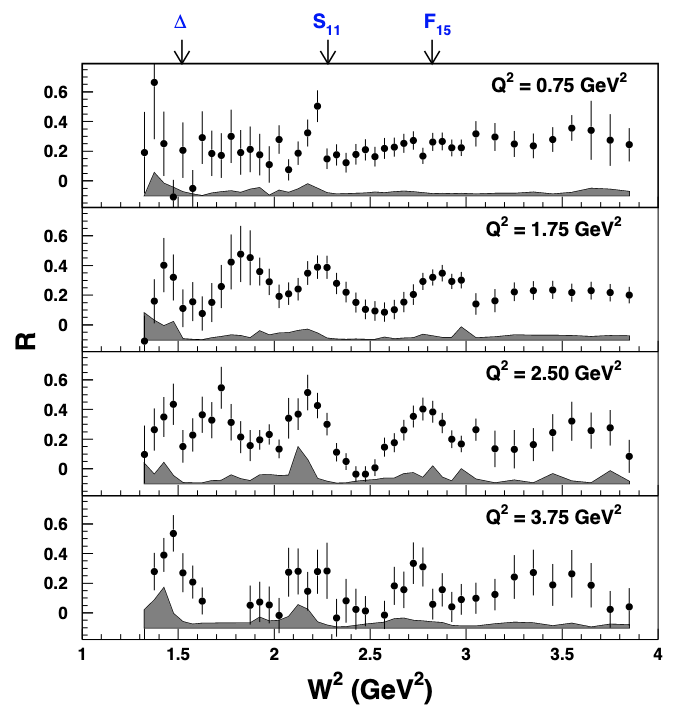 Δ S₁₁ F₁₅
Q² = 0.75 GeV²
0.6
0.4
0.2
0
Q² = 1.75 GeV²
0.6
0.4
0.2
0
R
Q² = 2.50 GeV²
0.6
0.4
0.2
0
Q² = 3.75 GeV²
0.6
0.4
0.2
0
1 1.5 2 2.5 3 3.5 4
W² (GeV²)